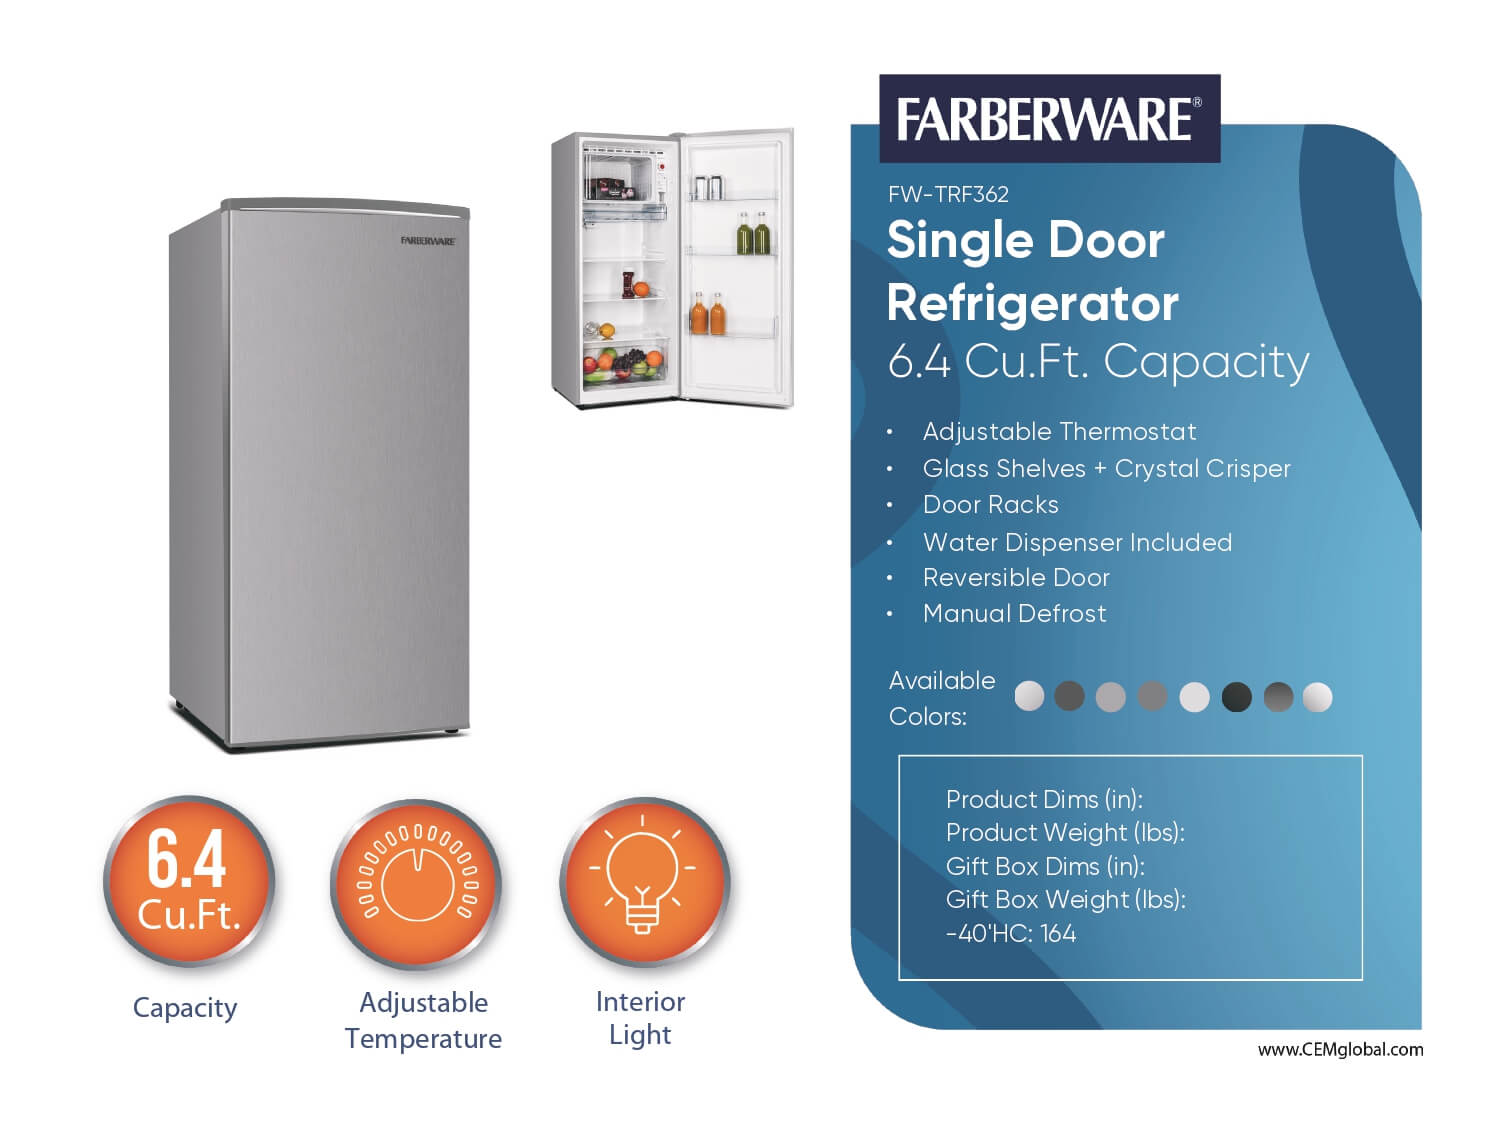 FARBERWARE®
FW-TRF362
Single Door
Refrigerator
6.4 Cu.Ft. Capacity
• Adjustable Thermostat
• Glass Shelves + Crystal Crisper
• Door Racks
• Water Dispenser Included
• Reversible Door
• Manual Defrost
Available
Colors:
Product Dims (in):
Product Weight (lbs):
Gift Box Dims (in):
Gift Box Weight (lbs):
-40'HC: 164
www.CEMglobal.com
FARBERWARE
6.4
Cu.Ft.
Capacity
Adjustable
Temperature
Interior
Light